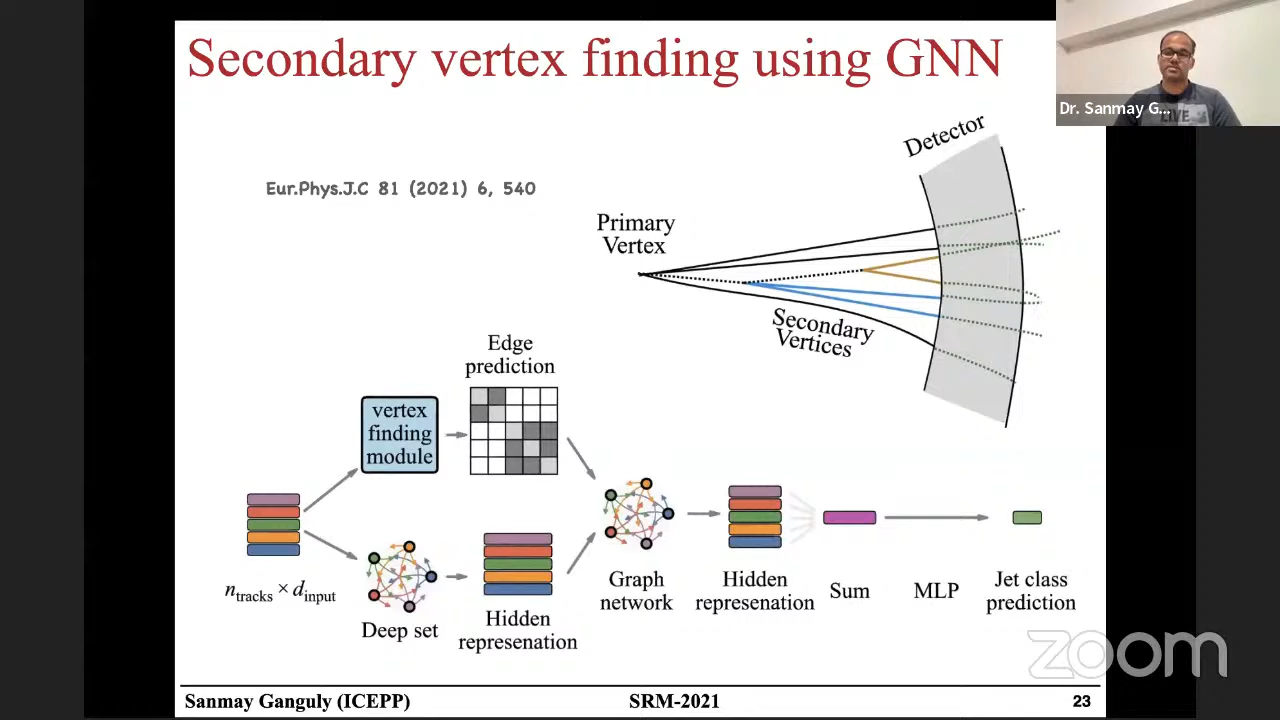 Secondary vertex finding using GNN
Dr. Sanmay G...
LIVE
Detector
Eur.Phys.J.C 81 (2021) 6, 540
Primary
Vertex
Secondary
Vertices
Edge
prediction
vertex
finding
module
n_tracks × d_input
Deep set
Hidden
represenation
Graph
network
Hidden
represenation
Sum
MLP
Jet class
prediction
zoom
Sanmay Ganguly (ICEPP)
SRM-2021
23